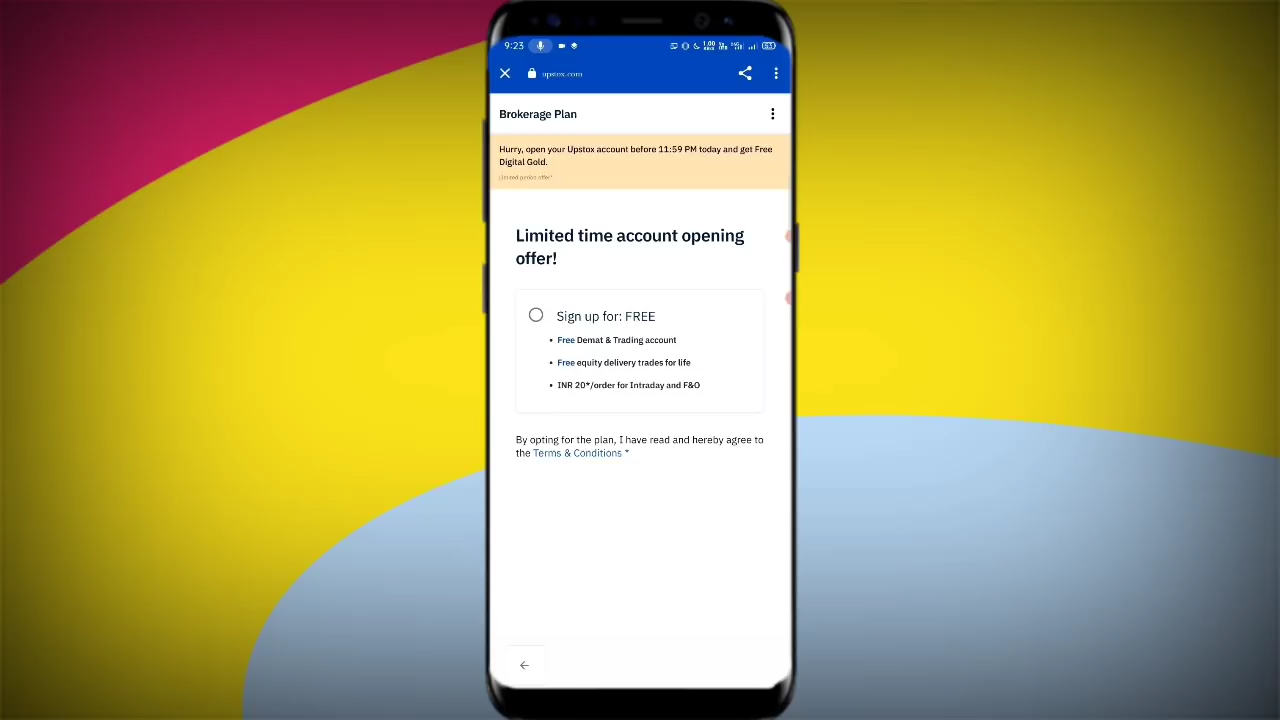 9:23
upstox.com
Brokerage Plan
Hurry, open your Upstox account before 11:59 PM today and get Free
Digital Gold.
Limited period offer*
Limited time account opening
offer!
Sign up for: FREE
• Free Demat & Trading account
• Free equity delivery trades for life
• INR 20*/order for Intraday and F&O
By opting for the plan, I have read and hereby agree to
the Terms & Conditions *